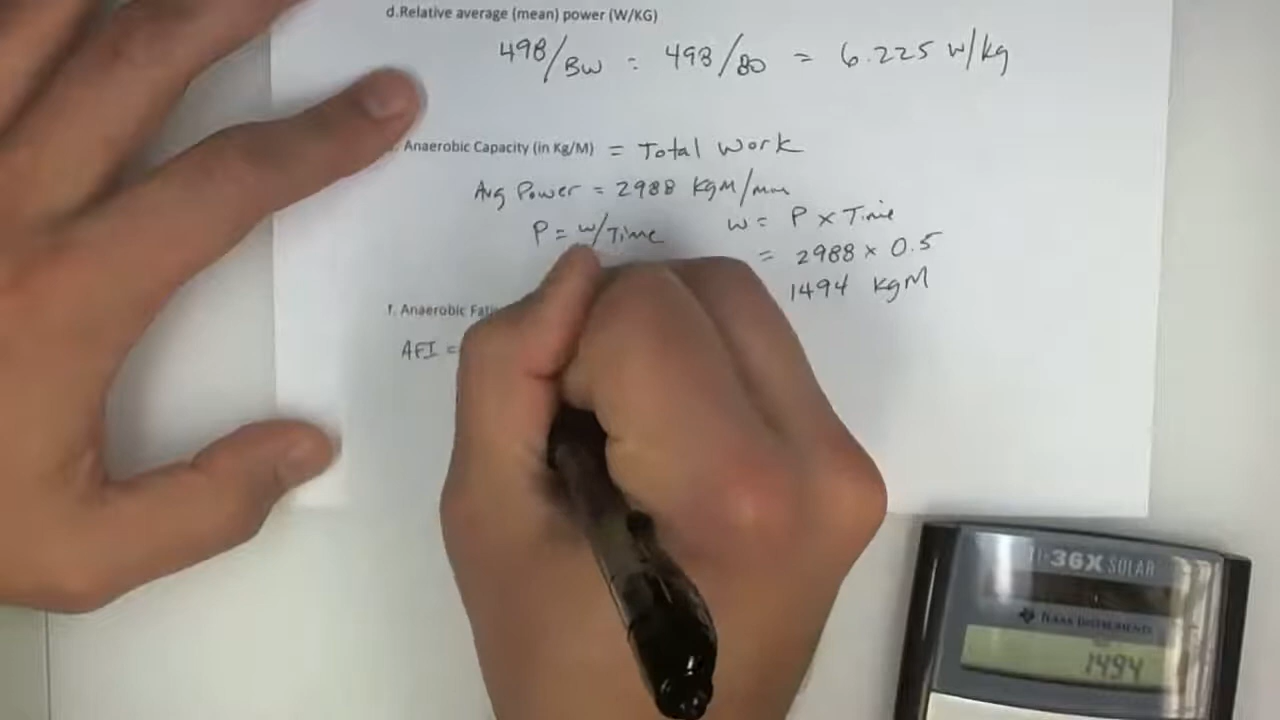 d.Relative average (mean) power (W/KG)
498/BW = 498/80 = 6.225 w/kg
Anaerobic Capacity (in Kg/M) = Total Work
Avg Power = 2988 KgM/min
P = w/Time
w = P x Time
= 2988 x 0.5
1494 KgM
f. Anaerobic
AFI =
TI-36X SOLAR
TEXAS INSTRUMENTS
1494